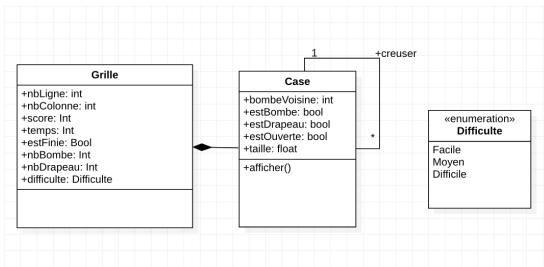 Grille
+nbLigne: int
+nbColonne: int
+score: Int
+temps: Int
+estFinie: Bool
+nbBombe: Int
+nbDrapeau: Int
+difficulte: Difficulte
1
+creuser
Case
+bombeVoisine: int
+estBombe: bool
+estDrapeau: bool
+estOuverte: bool
+taille: float
*
+afficher()
«enumeration»
Difficulte
Facile
Moyen
Difficile